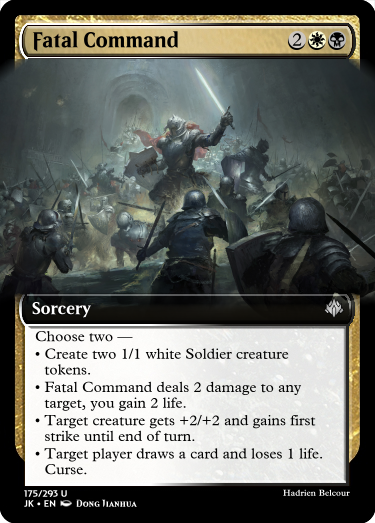 Fatal Command 2
Sorcery
Choose two —
• Create two 1/1 white Soldier creature
tokens.
• Fatal Command deals 2 damage to any
target, you gain 2 life.
• Target creature gets +2/+2 and gains first
strike until end of turn.
• Target player draws a card and loses 1 life.
Curse.
175/293 U
JK • EN Dong Jianhua
Hadrien Belcour